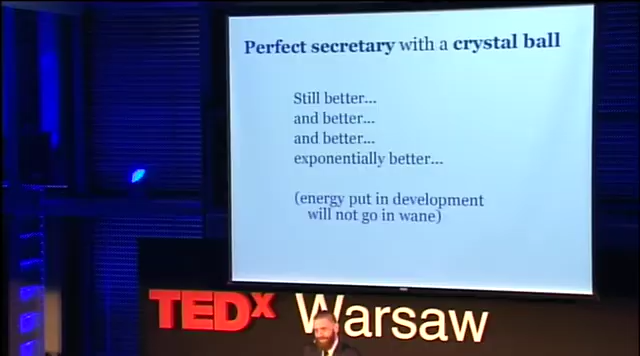 Perfect secretary with a crystal ball
Still better...
and better...
and better...
exponentially better...
(energy put in development
will not go in wane)
TEDx Warsaw